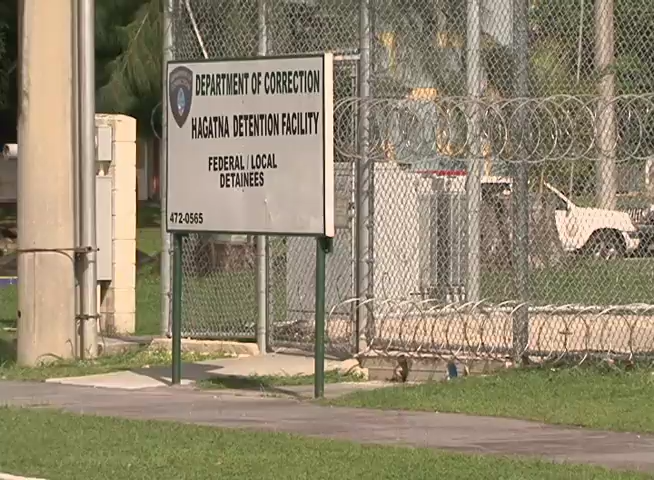 DEPARTMENT OF CORRECTION
HAGATNA DETENTION FACILITY
FEDERAL / LOCAL
DETAINEES
472-0565